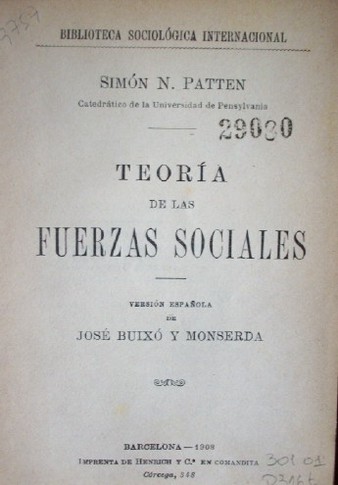 7757
BIBLIOTECA SOCIOLÓGICA INTERNACIONAL
SIMÓN N. PATTEN
Catedrático de la Universidad de Pensylvania
29030
TEORÍA
DE LAS
FUERZAS SOCIALES
VERSIÓN ESPAÑOLA
DE
JOSÉ BUIXÓ Y MONSERDA
BARCELONA — 1908
IMPRENTA DE HENRICH Y C.ª EN COMANDITA
Córcega, 348
301 01